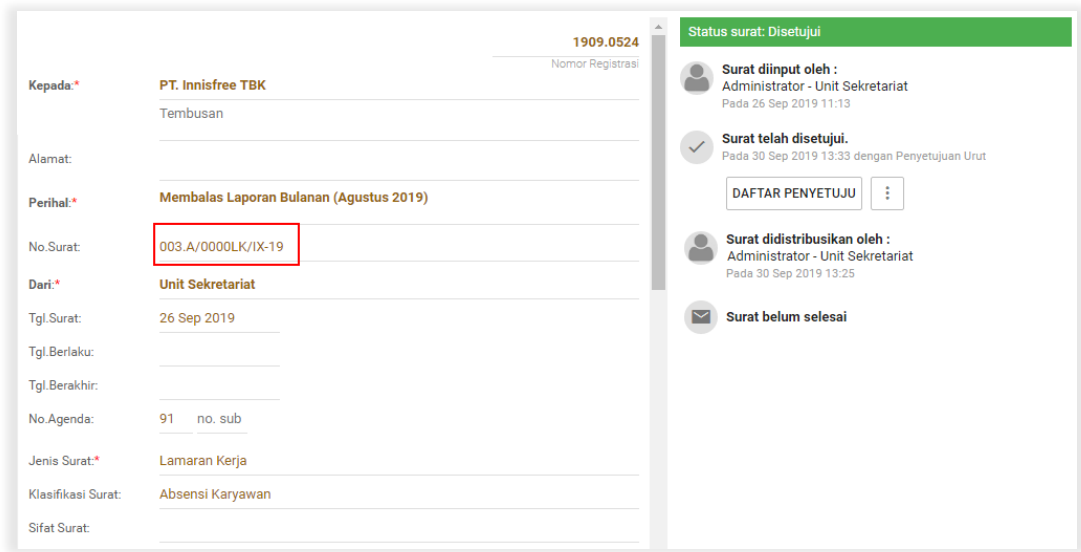 1909.0524
Nomor Registrasi
Kepada:* PT. Innisfree TBK
Tembusan
Alamat:
Perihal:* Membalas Laporan Bulanan (Agustus 2019)
No.Surat: 003.A/0000LK/IX-19
Dari:* Unit Sekretariat
Tgl.Surat: 26 Sep 2019
Tgl.Berlaku:
Tgl.Berakhir:
No.Agenda: 91 no. sub
Jenis Surat:* Lamaran Kerja
Klasifikasi Surat: Absensi Karyawan
Sifat Surat:
Status surat: Disetujui
Surat diinput oleh :
Administrator - Unit Sekretariat
Pada 26 Sep 2019 11:13
Surat telah disetujui.
Pada 30 Sep 2019 13:33 dengan Penyetujuan Urut
DAFTAR PENYETUJU
Surat didistribusikan oleh :
Administrator - Unit Sekretariat
Pada 30 Sep 2019 13:25
Surat belum selesai